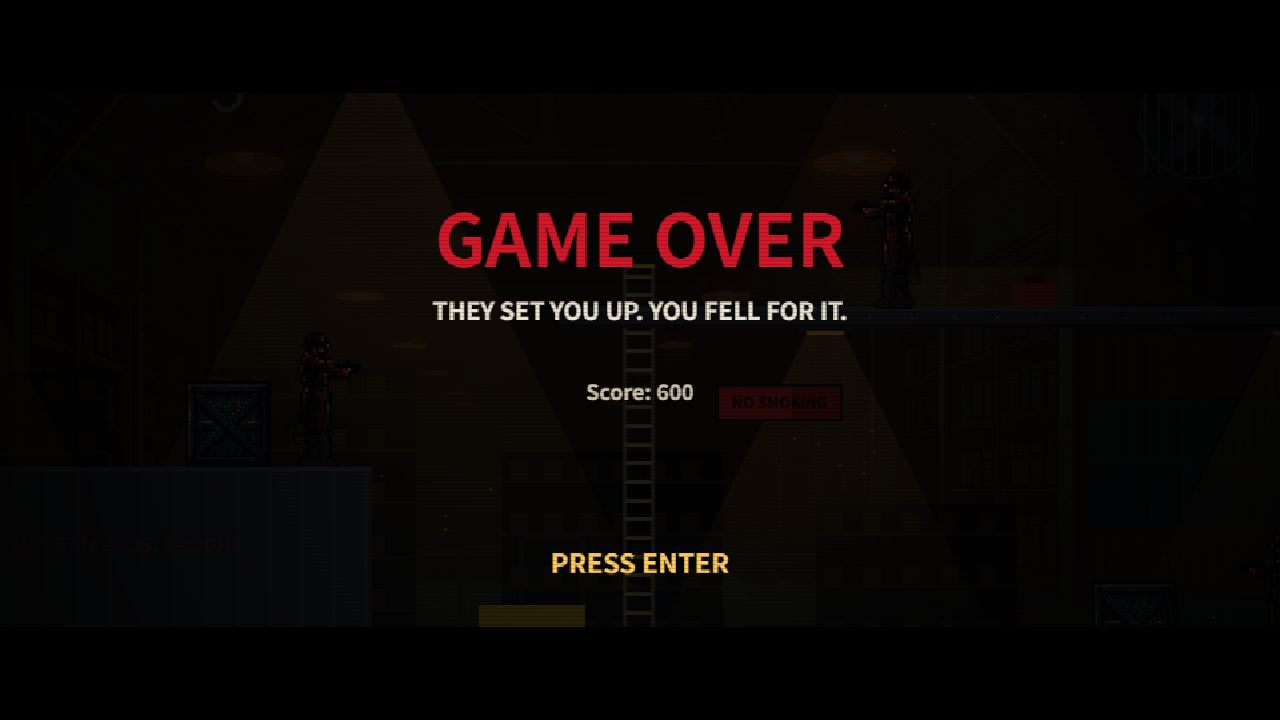 GAME OVER
THEY SET YOU UP. YOU FELL FOR IT.
Score: 600
NO SMOKING
PRESS ENTER